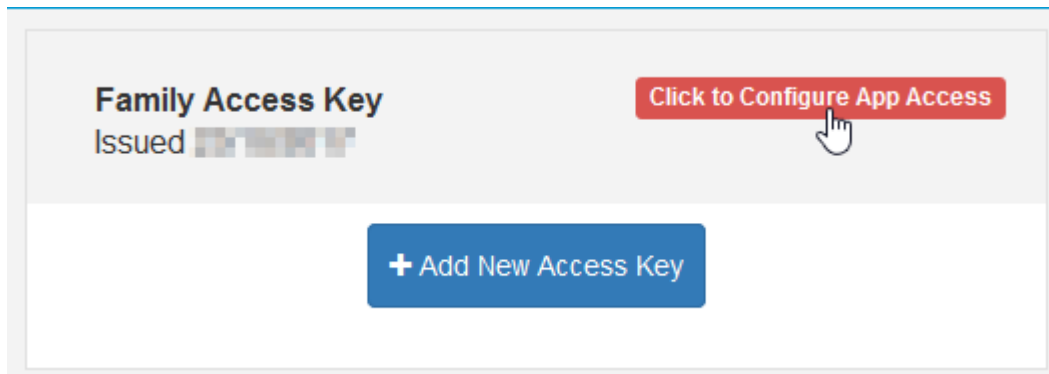 Family Access Key
Click to Configure App Access
Issued
+ Add New Access Key